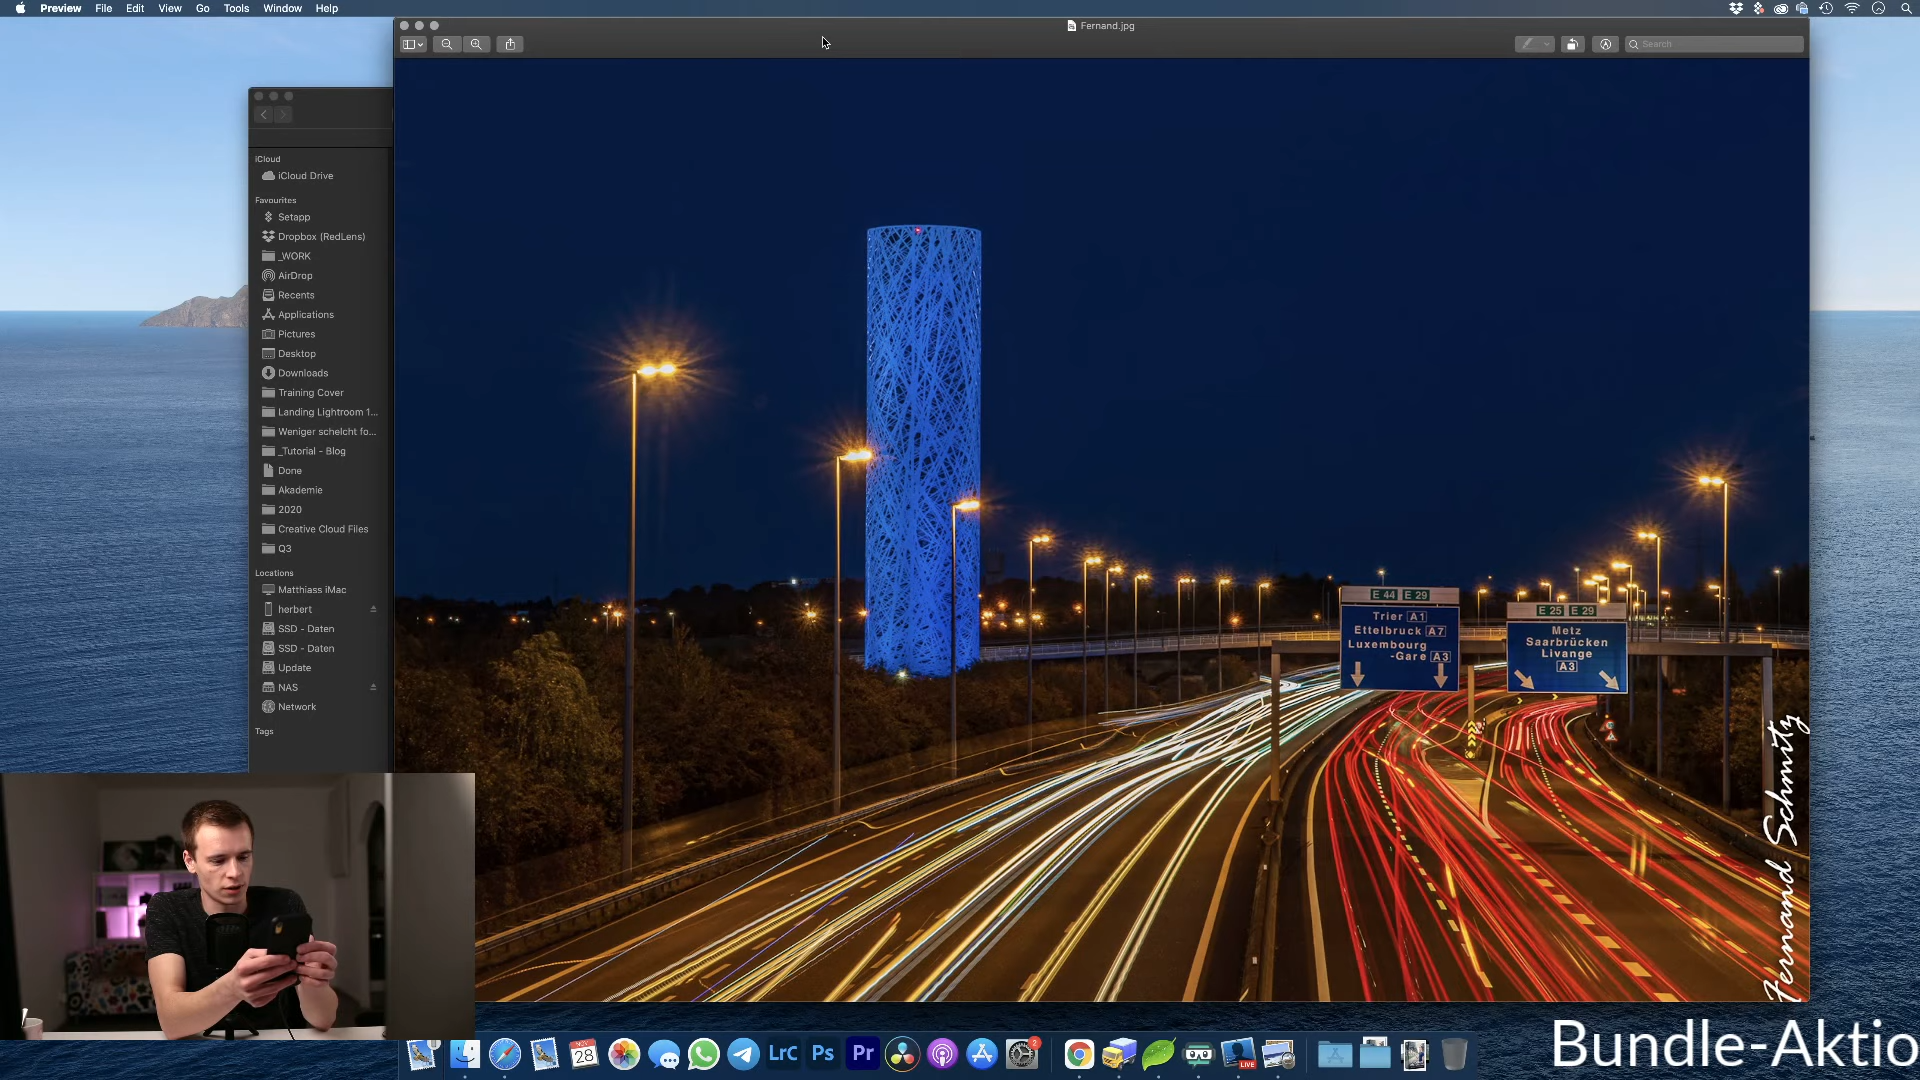 Preview File Edit View Go Tools Window Help
Fernand.jpg
Search
iCloud
iCloud Drive
Favourites
Setapp
Dropbox (RedLens)
_WORK
AirDrop
Recents
Applications
Pictures
Desktop
Downloads
Training Cover
Landing Lightroom 1...
Weniger schelcht fo...
_Tutorial - Blog
Done
Akademie
2020
Creative Cloud Files
Q3
Locations
Matthiass iMac
herbert
SSD - Daten
SSD - Daten
Update
NAS
Network
Tags
E 44 E 29
Trier A1
Ettelbruck A7
Luxembourg
-Gare A3
E 25 E 29
Metz
Saarbrücken
Livange
A3
Fernand Schmitz
NOV
28
LrC
Ps
Pr
2
LIVE
Bundle-Aktio